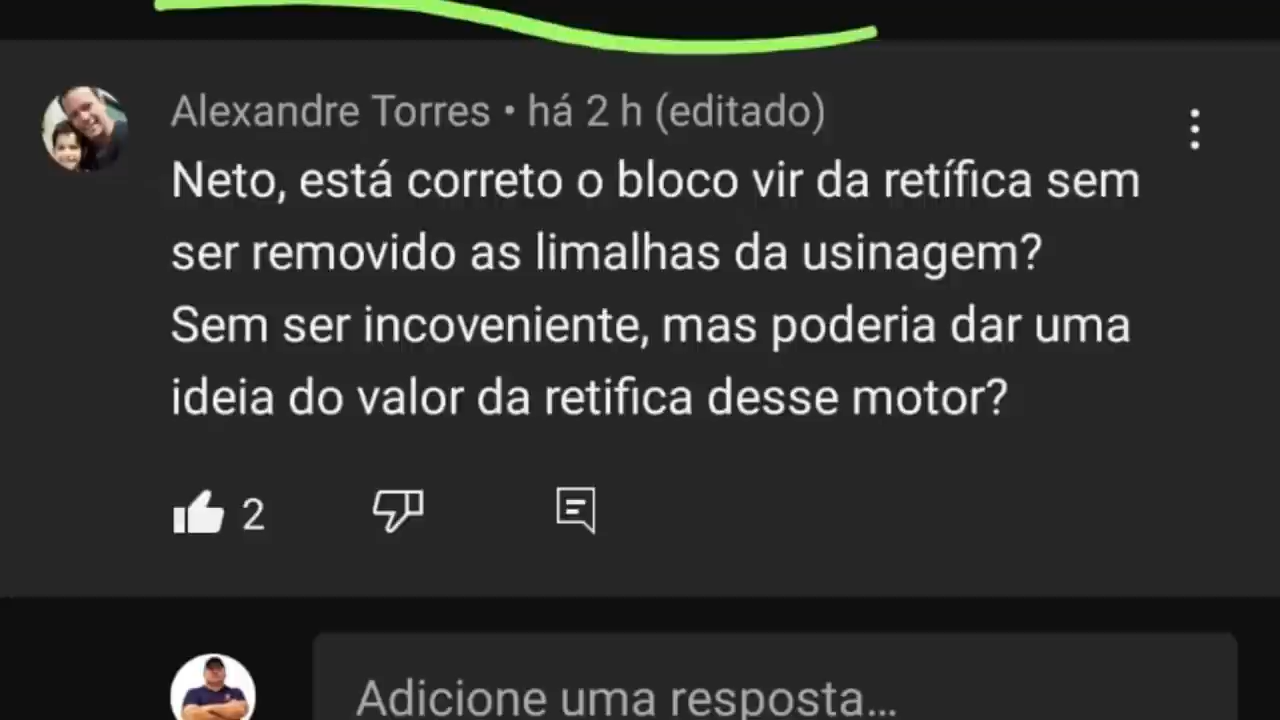 Alexandre Torres • há 2 h (editado)
Neto, está correto o bloco vir da retífica sem
ser removido as limalhas da usinagem?
Sem ser incoveniente, mas poderia dar uma
ideia do valor da retifica desse motor?
2
Adicione uma resposta...